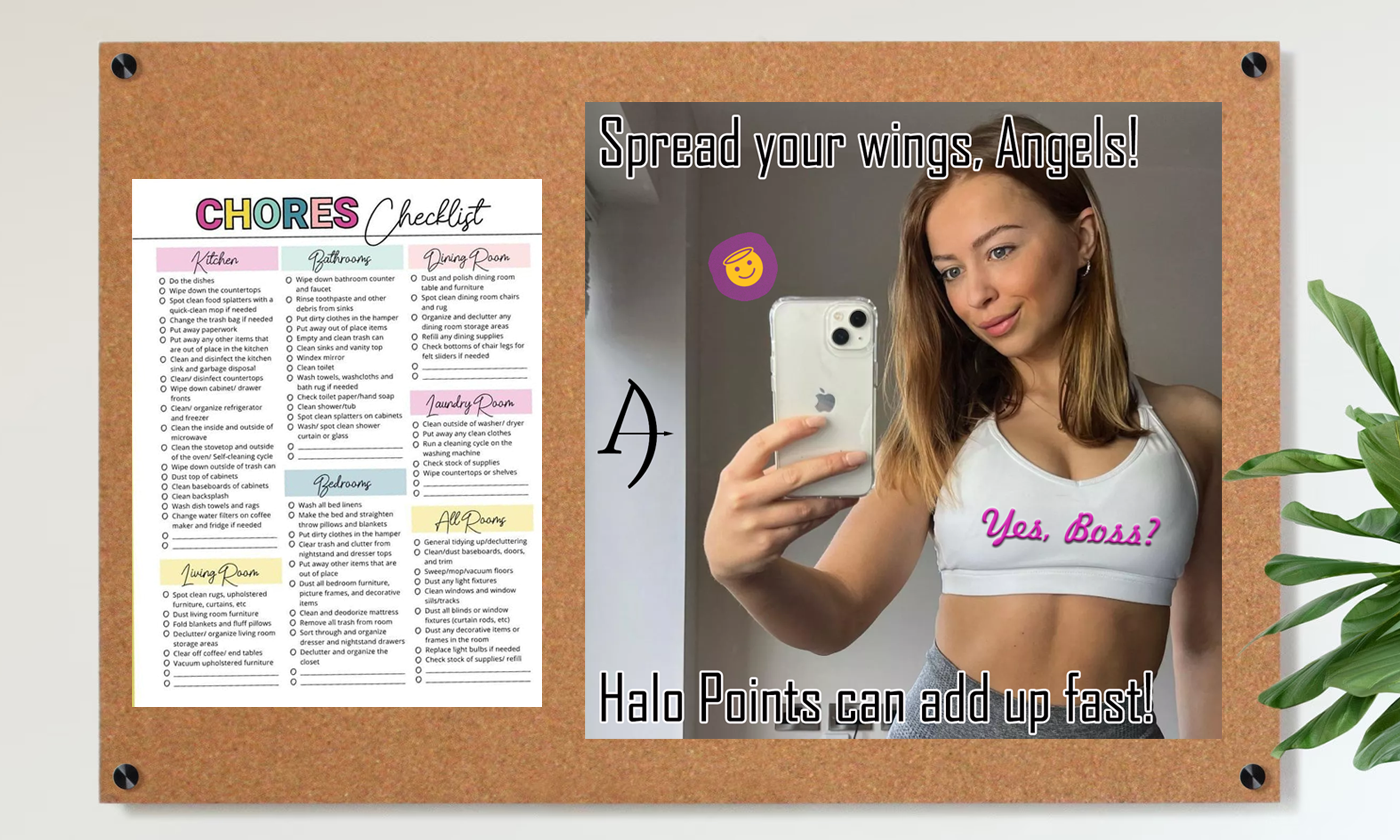 CHORES Checklist
Kitchen
O Do the dishes
O Wipe down the countertops
O Spot clean food splatters with a
quick-clean mop if needed
O Change the trash bag if needed
O Put away paperwork
O Put away any other items that
are out of place in the kitchen
O Clean and disinfect the kitchen
sink and garbage disposal
O Clean/ disinfect countertops
O Wipe down cabinet/ drawer
fronts
O Clean/ organize refrigerator
and freezer
O Clean the inside and outside of
microwave
O Clean the stovetop and outside
of the oven/ Self-cleaning cycle
O Wipe down outside of trash can
O Dust top of cabinets
O Clean baseboards of cabinets
O Clean backsplash
O Wash dish towels and rags
O Change water filters on coffee
maker and fridge if needed
O
O
Living Room
O Spot clean rugs, upholstered
furniture, curtains, etc
O Dust living room furniture
O Fold blankets and fluff pillows
O Declutter/ organize living room
storage areas
O Clear off coffee/ end tables
O Vacuum upholstered furniture
O
O
Bathrooms
O Wipe down bathroom counter
and faucet
O Rinse toothpaste and other
debris from sinks
O Put dirty clothes in the hamper
O Put away out of place items
O Empty and clean trash can
O Clean sinks and vanity top
O Windex mirror
O Clean toilet
O Wash towels, washcloths and
bath rug if needed
O Check toilet paper/hand soap
O Clean shower/tub
O Spot clean splatters on cabinets
O Wash/ spot clean shower
curtain or glass
O
O
Bedrooms
O Wash all bed linens
O Make the bed and straighten
throw pillows and blankets
O Put dirty clothes in the hamper
O Clear trash and clutter from
nightstand and dresser tops
O Put away other items that are
out of place
O Dust all bedroom furniture,
picture frames, and decorative
items
O Clean and deodorize mattress
O Remove all trash from room
O Sort through and organize
dresser and nightstand drawers
O Declutter and organize the
closet
O
O
Dining Room
O Dust and polish dining room
table and furniture
O Spot clean dining room chairs
and rug
O Organize and declutter any
dining room storage areas
O Refill any dining supplies
O Check bottoms of chair legs for
felt sliders if needed
O
O
Laundry Room
O Clean outside of washer/ dryer
O Put away any clean clothes
O Run a cleaning cycle on the
washing machine
O Check stock of supplies
O Wipe countertops or shelves
O
O
All Rooms
O General tidying up/decluttering
O Clean/dust baseboards, doors,
and trim
O Sweep/mop/vacuum floors
O Dust any light fixtures
O Clean windows and window
sills/tracks
O Dust all blinds or window
fixtures (curtain rods, etc)
O Dust any decorative items or
frames in the room
O Replace light bulbs if needed
O Check stock of supplies/ refill
O
O
Spread your wings, Angels!
A
Yes, Boss?
Halo Points can add up fast!